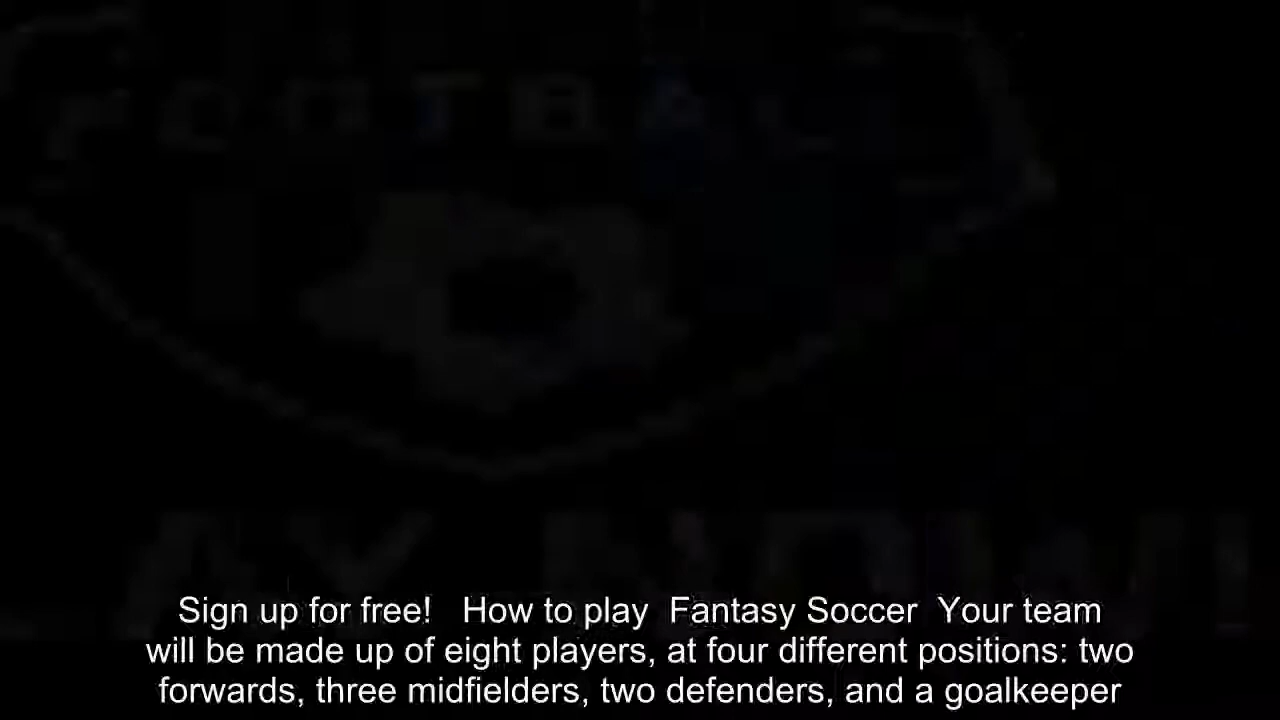 FOOTBALL
Sign up for free! How to play Fantasy Soccer Your team
will be made up of eight players, at four different positions: two
forwards, three midfielders, two defenders, and a goalkeeper